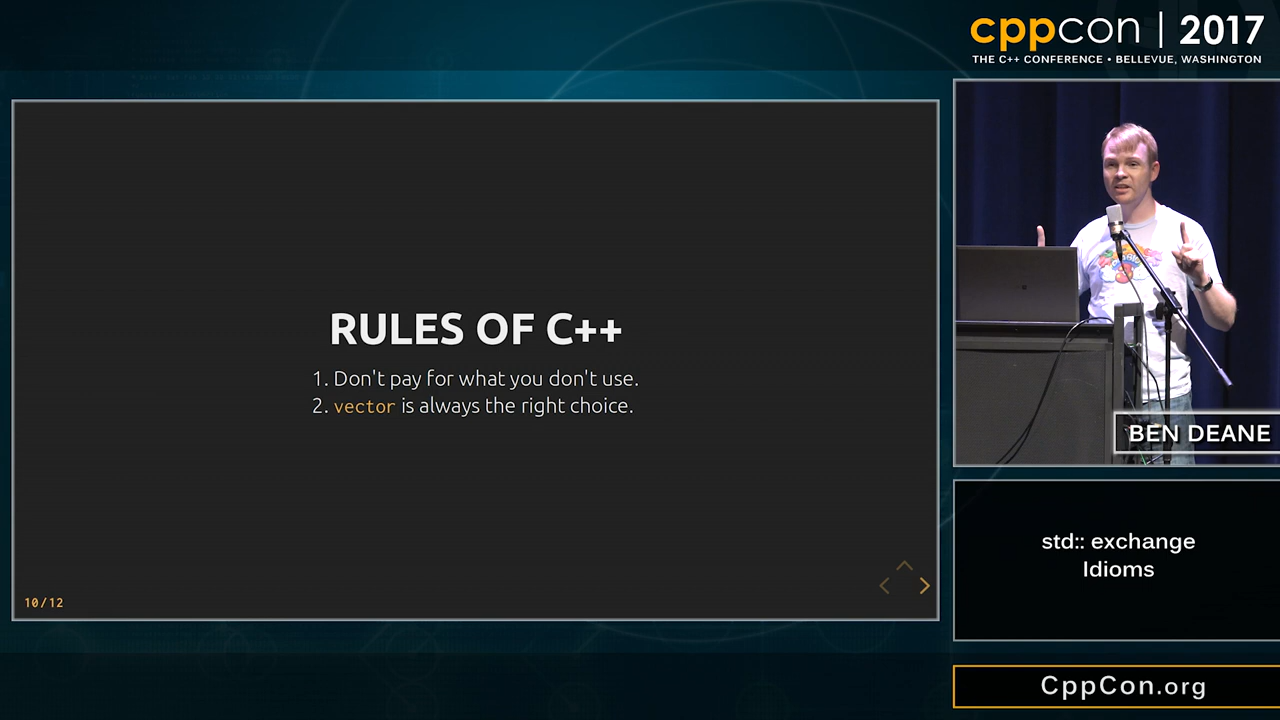 cppcon | 2017
THE C++ CONFERENCE • BELLEVUE, WASHINGTON
RULES OF C++
1. Don't pay for what you don't use.
2. vector is always the right choice.
10/12
BEN DEANE
std:: exchange
Idioms
CppCon.org